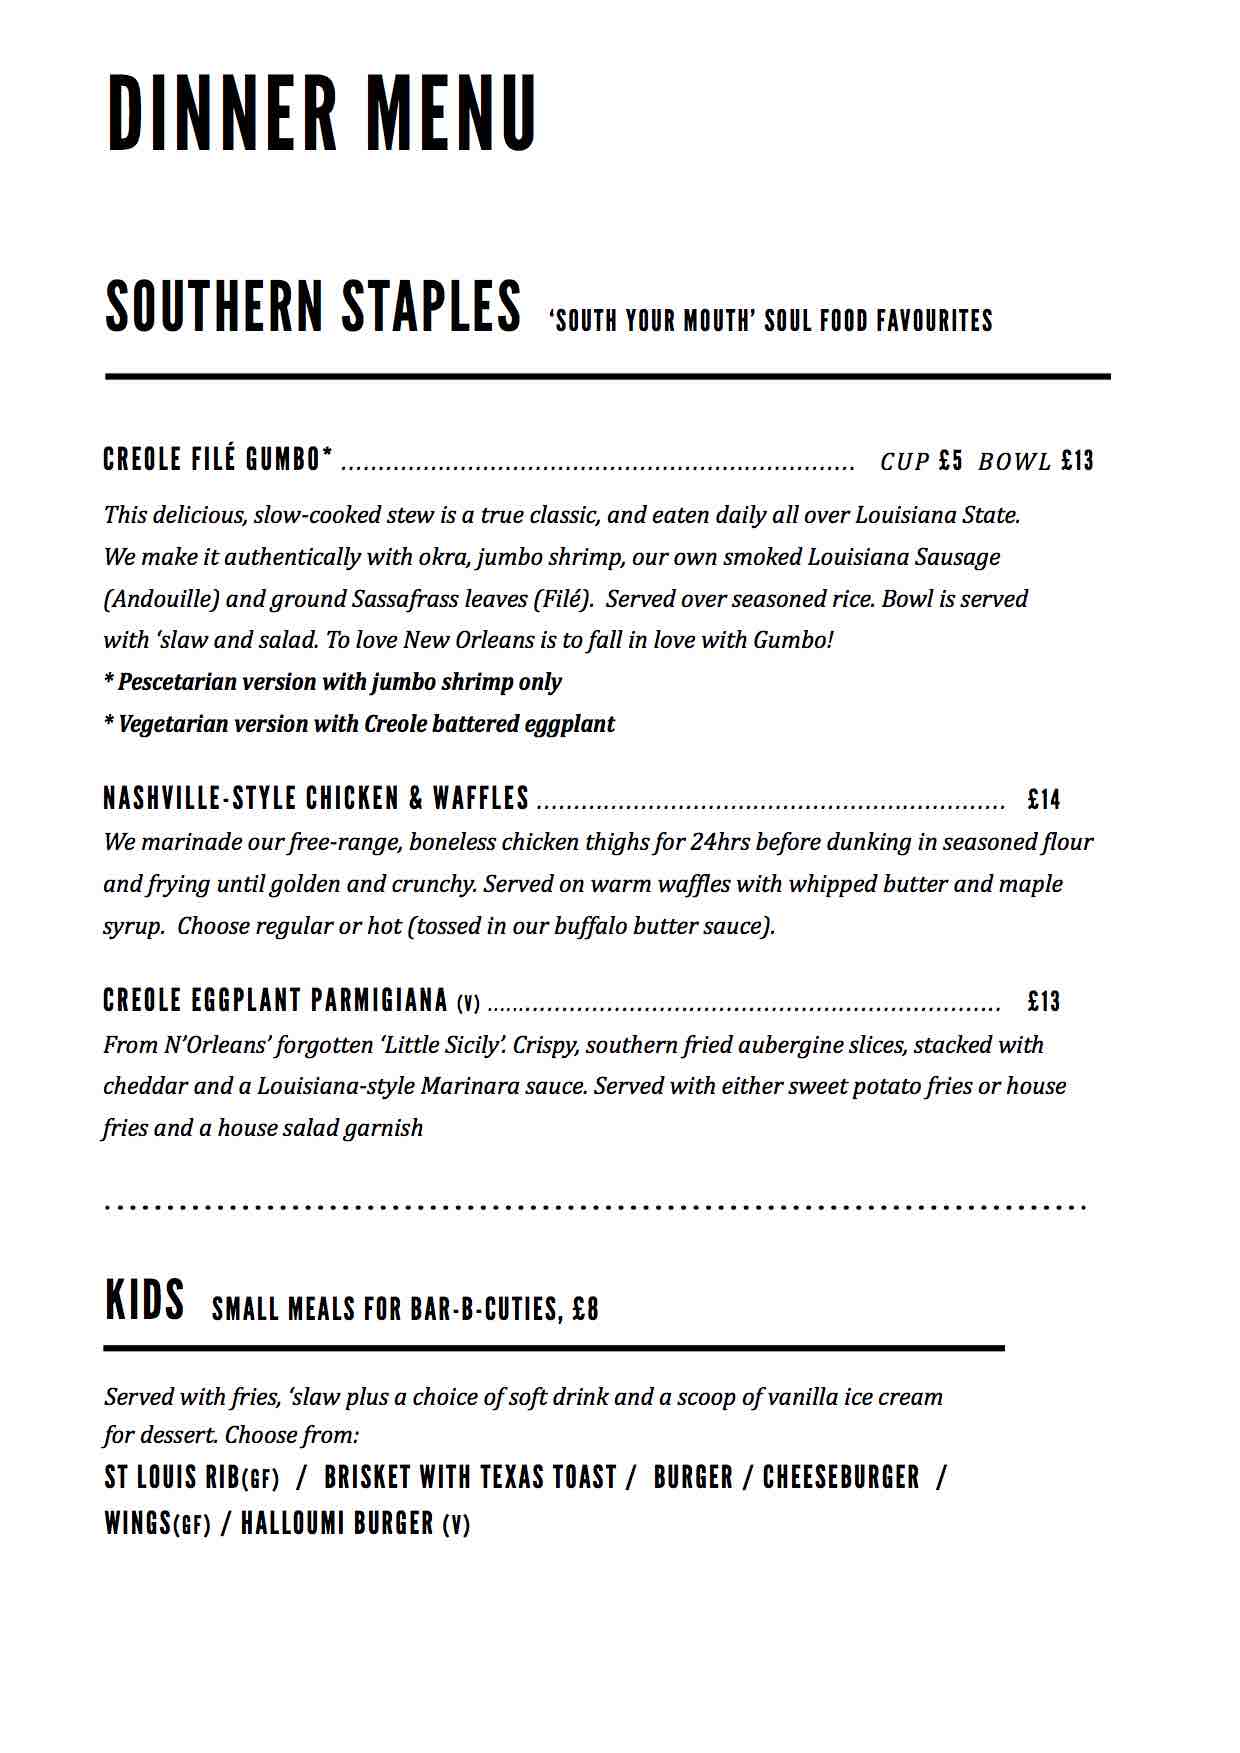 DINNER MENU
SOUTHERN STAPLES ‘SOUTH YOUR MOUTH’ SOUL FOOD FAVOURITES
CREOLE FILÉ GUMBO* ..................................................................... CUP £5 BOWL £13
This delicious, slow-cooked stew is a true classic, and eaten daily all over Louisiana State.
We make it authentically with okra, jumbo shrimp, our own smoked Louisiana Sausage
(Andouille) and ground Sassafrass leaves (Filé). Served over seasoned rice. Bowl is served
with ‘slaw and salad. To love New Orleans is to fall in love with Gumbo!
* Pescetarian version with jumbo shrimp only
* Vegetarian version with Creole battered eggplant
NASHVILLE-STYLE CHICKEN & WAFFLES ............................................................... £14
We marinade our free-range, boneless chicken thighs for 24hrs before dunking in seasoned flour
and frying until golden and crunchy. Served on warm waffles with whipped butter and maple
syrup. Choose regular or hot (tossed in our buffalo butter sauce).
CREOLE EGGPLANT PARMIGIANA (V) ..................................................................... £13
From N’Orleans’ forgotten ‘Little Sicily’. Crispy, southern fried aubergine slices, stacked with
cheddar and a Louisiana-style Marinara sauce. Served with either sweet potato fries or house
fries and a house salad garnish
KIDS SMALL MEALS FOR BAR-B-CUTIES, £8
Served with fries, ‘slaw plus a choice of soft drink and a scoop of vanilla ice cream
for dessert. Choose from:
ST LOUIS RIB(GF) / BRISKET WITH TEXAS TOAST / BURGER / CHEESEBURGER /
WINGS(GF) / HALLOUMI BURGER (V)